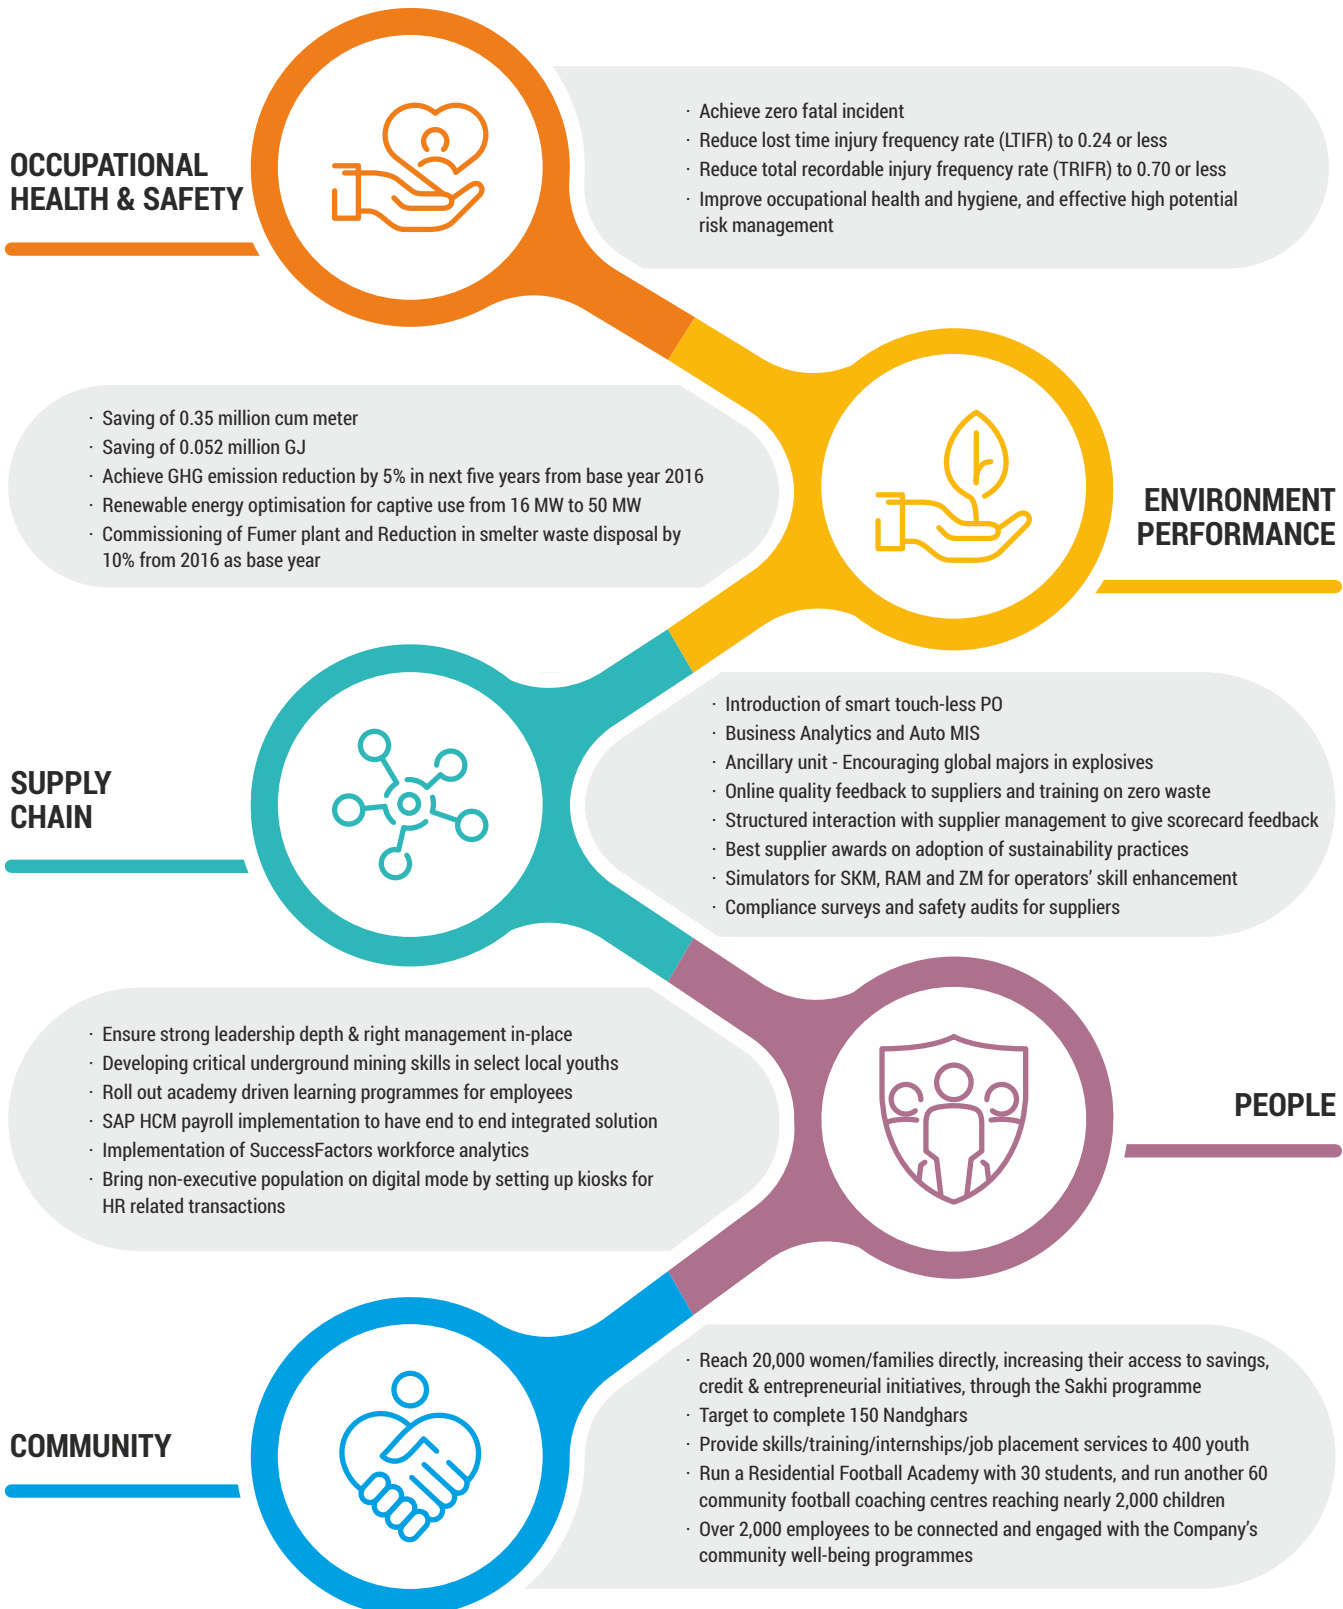 OCCUPATIONAL
HEALTH & SAFETY
· Achieve zero fatal incident
· Reduce lost time injury frequency rate (LTIFR) to 0.24 or less
· Reduce total recordable injury frequency rate (TRIFR) to 0.70 or less
· Improve occupational health and hygiene, and effective high potential
risk management
· Saving of 0.35 million cum meter
· Saving of 0.052 million GJ
· Achieve GHG emission reduction by 5% in next five years from base year 2016
· Renewable energy optimisation for captive use from 16 MW to 50 MW
· Commissioning of Fumer plant and Reduction in smelter waste disposal by
10% from 2016 as base year
ENVIRONMENT
PERFORMANCE
SUPPLY
CHAIN
· Introduction of smart touch-less PO
· Business Analytics and Auto MIS
· Ancillary unit - Encouraging global majors in explosives
· Online quality feedback to suppliers and training on zero waste
· Structured interaction with supplier management to give scorecard feedback
· Best supplier awards on adoption of sustainability practices
· Simulators for SKM, RAM and ZM for operators' skill enhancement
· Compliance surveys and safety audits for suppliers
· Ensure strong leadership depth & right management in-place
· Developing critical underground mining skills in select local youths
· Roll out academy driven learning programmes for employees
· SAP HCM payroll implementation to have end to end integrated solution
· Implementation of SuccessFactors workforce analytics
· Bring non-executive population on digital mode by setting up kiosks for
HR related transactions
PEOPLE
COMMUNITY
· Reach 20,000 women/families directly, increasing their access to savings,
credit & entrepreneurial initiatives, through the Sakhi programme
· Target to complete 150 Nandghars
· Provide skills/training/internships/job placement services to 400 youth
· Run a Residential Football Academy with 30 students, and run another 60
community football coaching centres reaching nearly 2,000 children
· Over 2,000 employees to be connected and engaged with the Company's
community well-being programmes